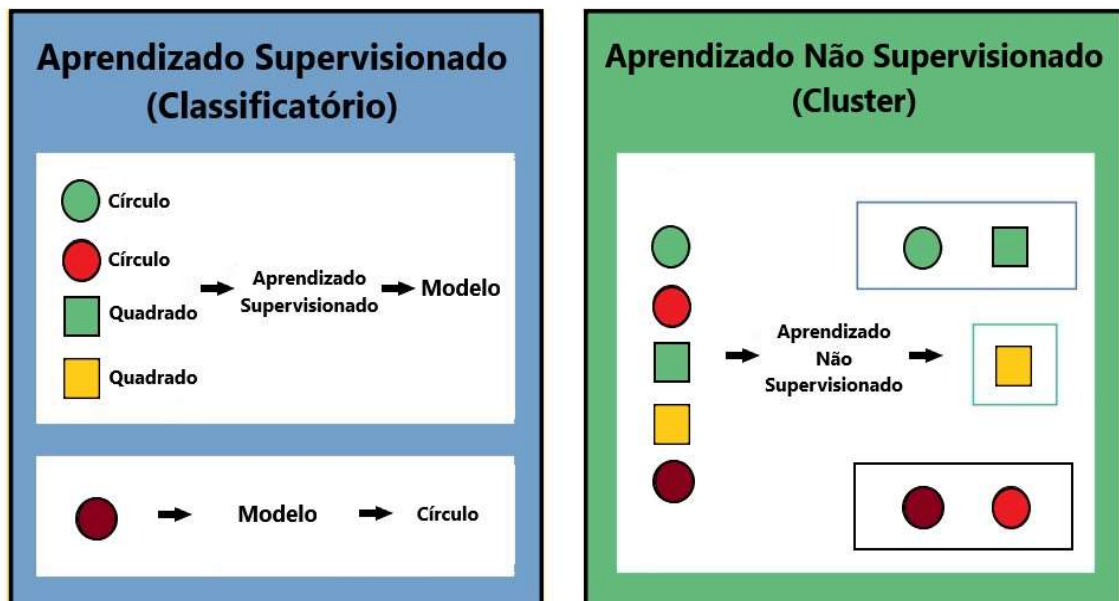 Aprendizado Supervisionado
(Classificatório)
Círculo
Círculo
Quadrado
Quadrado
Aprendizado
Supervisionado
Modelo
Modelo
Círculo
Aprendizado Não Supervisionado
(Cluster)
Aprendizado
Não
Supervisionado